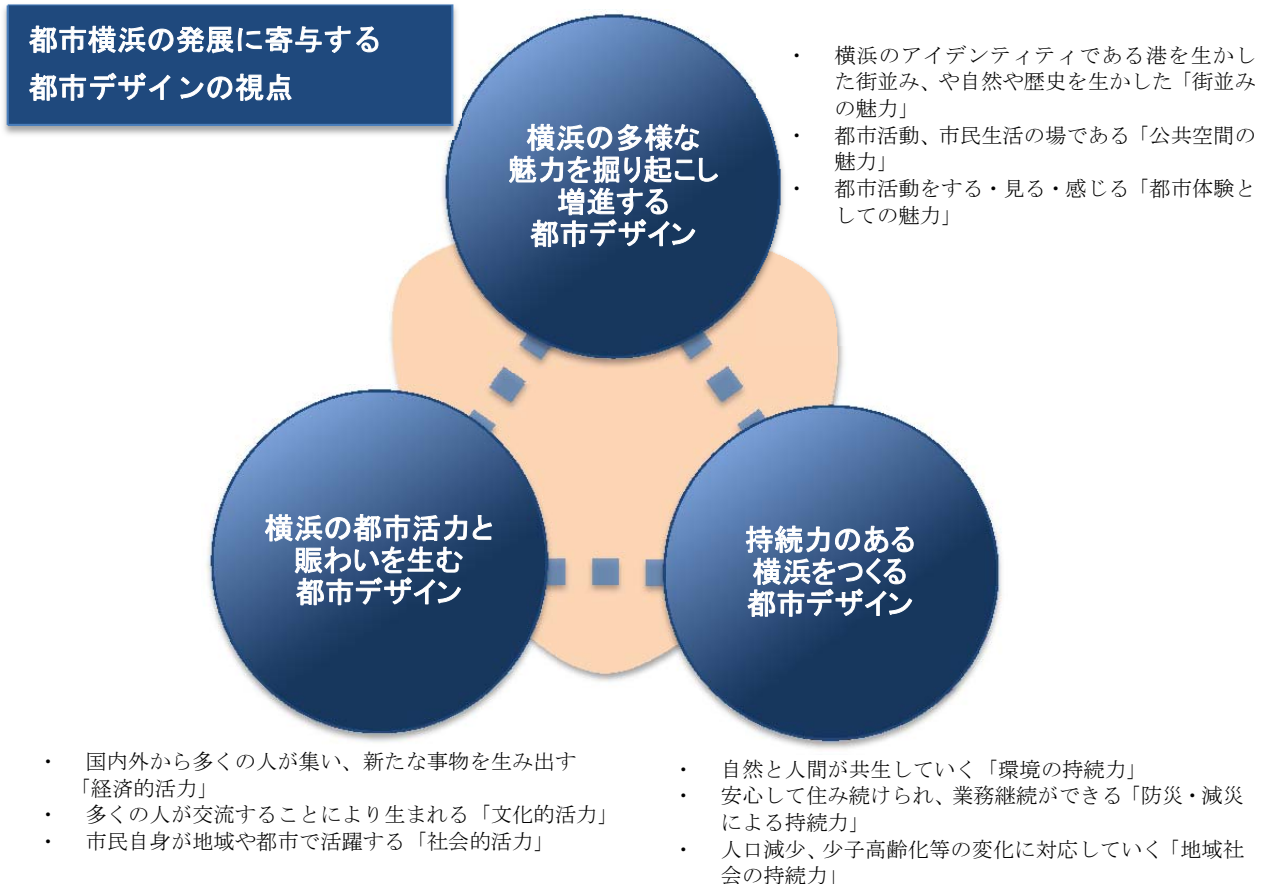 都市横浜の発展に寄与する
都市デザインの視点
横浜の多様な
魅力を掘り起こし
増進する
都市デザイン
・ 横浜のアイデンティティである港を生かし
た街並み、や自然や歴史を生かした「街並み
の魅力」
・ 都市活動、市民生活の場である「公共空間の
魅力」
・ 都市活動をする・見る・感じる「都市体験と
しての魅力」
横浜の都市活力と
賑わいを生む
都市デザイン
持続力のある
横浜をつくる
都市デザイン
・ 国内外から多くの人が集い、新たな事物を生み出す
「経済的活力」
・ 多くの人が交流することにより生まれる「文化的活力」
・ 市民自身が地域や都市で活躍する「社会的活力」
・ 自然と人間が共生していく「環境の持続力」
・ 安心して住み続けられ、業務継続ができる「防災・減災
による持続力」
・ 人口減少、少子高齢化等の変化に対応していく「地域社
会の持続力」